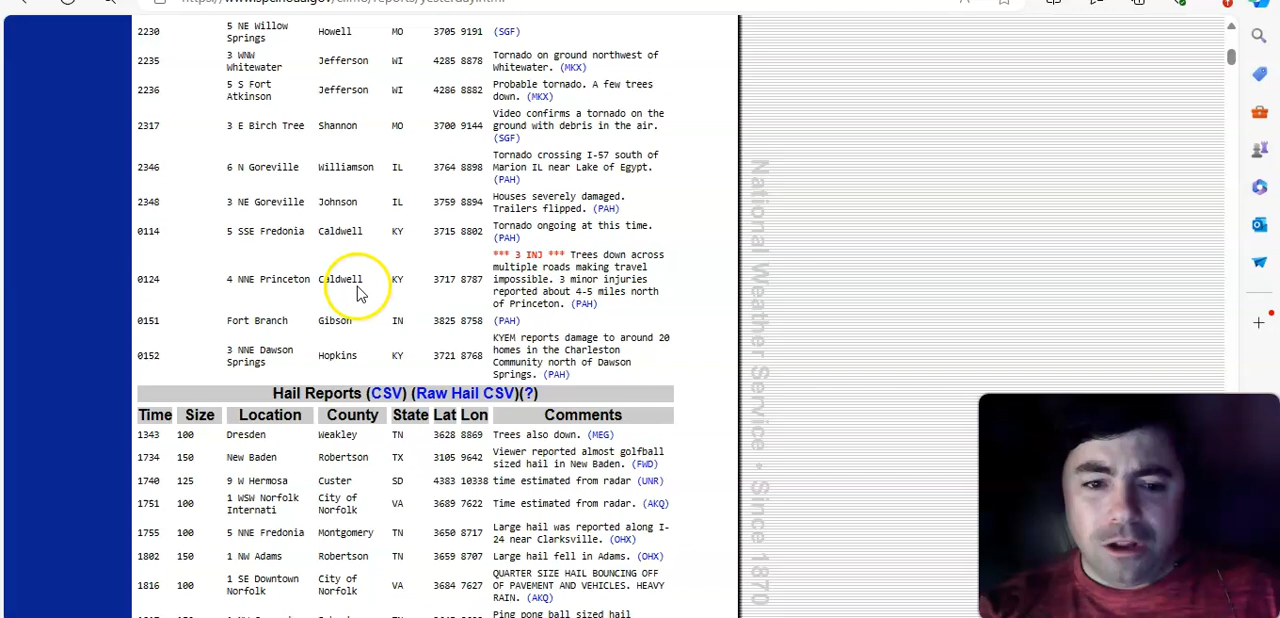 2230 5 NE Willow Springs Howell MO 3705 9191 (SGF)
2235 3 WNW Whitewater Jefferson WI 4285 8878 Tornado on ground northwest of Whitewater. (MKX)
2236 5 S Fort Atkinson Jefferson WI 4286 8882 Probable tornado. A few trees down. (MKX)
2317 3 E Birch Tree Shannon MO 3700 9144 Video confirms a tornado on the ground with debris in the air. (SGF)
2346 6 N Goreville Williamson IL 3764 8898 Tornado crossing I-57 south of Marion IL near Lake of Egypt. (PAH)
2348 3 NE Goreville Johnson IL 3759 8894 Houses severely damaged. Trailers flipped. (PAH)
0114 5 SSE Fredonia Caldwell KY 3715 8802 Tornado ongoing at this time. (PAH)
0124 4 NNE Princeton Caldwell KY 3717 8787 *** 3 INJ *** Trees down across multiple roads making travel impossible. 3 minor injuries reported about 4-5 miles north of Princeton. (PAH)
0151 Fort Branch Gibson IN 3825 8758 (PAH)
0152 3 NNE Dawson Springs Hopkins KY 3721 8768 KYEM reports damage to around 20 homes in the Charleston Community north of Dawson Springs. (PAH)
Hail Reports (CSV) (Raw Hail CSV)(?)
Time Size Location County State Lat Lon Comments
1343 100 Dresden Weakley TN 3628 8869 Trees also down. (MEG)
1734 150 New Baden Robertson TX 3105 9642 Viewer reported almost golfball sized hail in New Baden. (FWD)
1740 125 9 W Hermosa Custer SD 4383 10338 time estimated from radar (UNR)
1751 100 1 WSW Norfolk Internati City of Norfolk VA 3689 7622 Time estimated from radar. (AKQ)
1755 100 5 NNE Fredonia Montgomery TN 3650 8717 Large hail was reported along I-24 near Clarksville. (OHX)
1802 150 1 NW Adams Robertson TN 3659 8707 Large hail fell in Adams. (OHX)
1816 100 1 SE Downtown Norfolk City of Norfolk VA 3684 7627 QUARTER SIZE HAIL BOUNCING OFF OF PAVEMENT AND VEHICLES. HEAVY RAIN. (AKQ)
Ping pong ball sized hail
National Weather Service • Since 1870